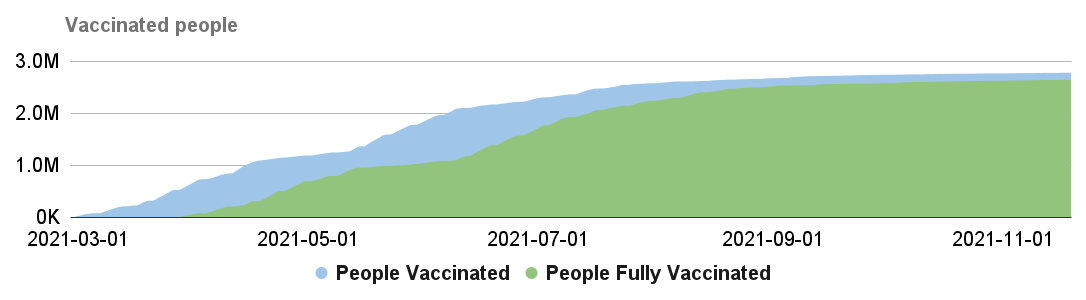 Vaccinated people
3.0M
2.0M
1.0M
0K
2021-03-01 2021-05-01 2021-07-01 2021-09-01 2021-11-01
People Vaccinated People Fully Vaccinated